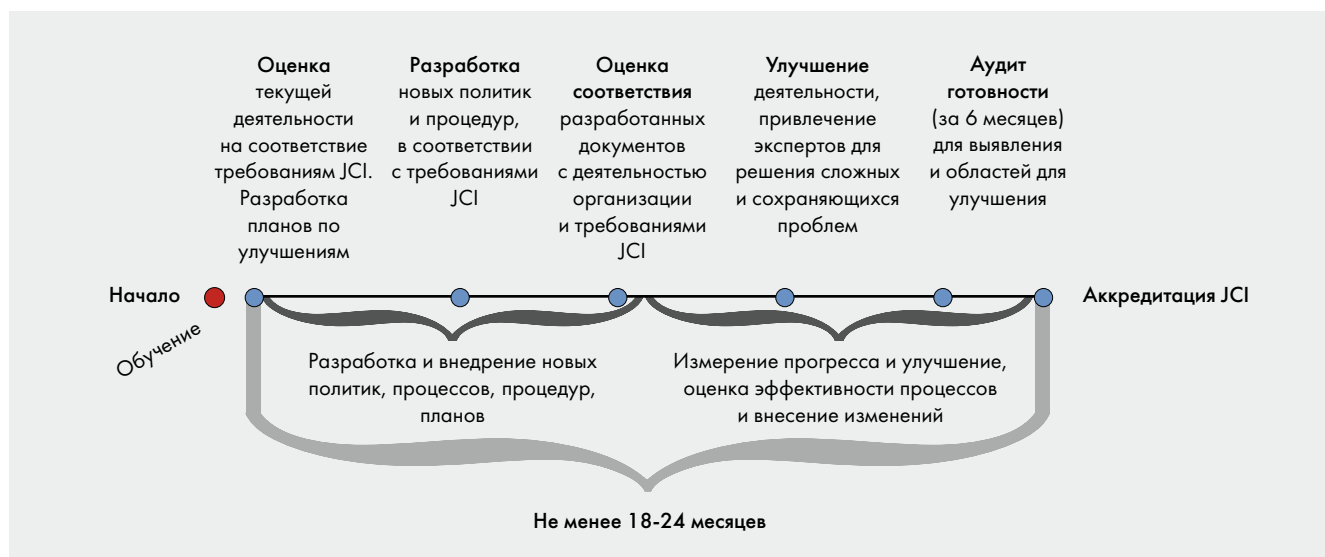 Оценка
текущей
деятельности
на соответствие
требованиям JCI.
Разработка
планов по
улучшениям
Разработка
новых политик
и процедур,
в соответствии
с требованиями
JCI
Оценка
соответствия
разработанных
документов
с деятельностью
организации
и требованиями
JCI
Улучшение
деятельности,
привлечение
экспертов для
решения сложных
и сохраняющихся
проблем
Аудит
готовности
(за 6 месяцев)
для выявления
и областей для
улучшения
Начало
Обучение
Аккредитация JCI
Разработка и внедрение новых
политик, процессов, процедур,
планов
Измерение прогресса и улучшение,
оценка эффективности процессов
и внесение изменений
Не менее 18-24 месяцев